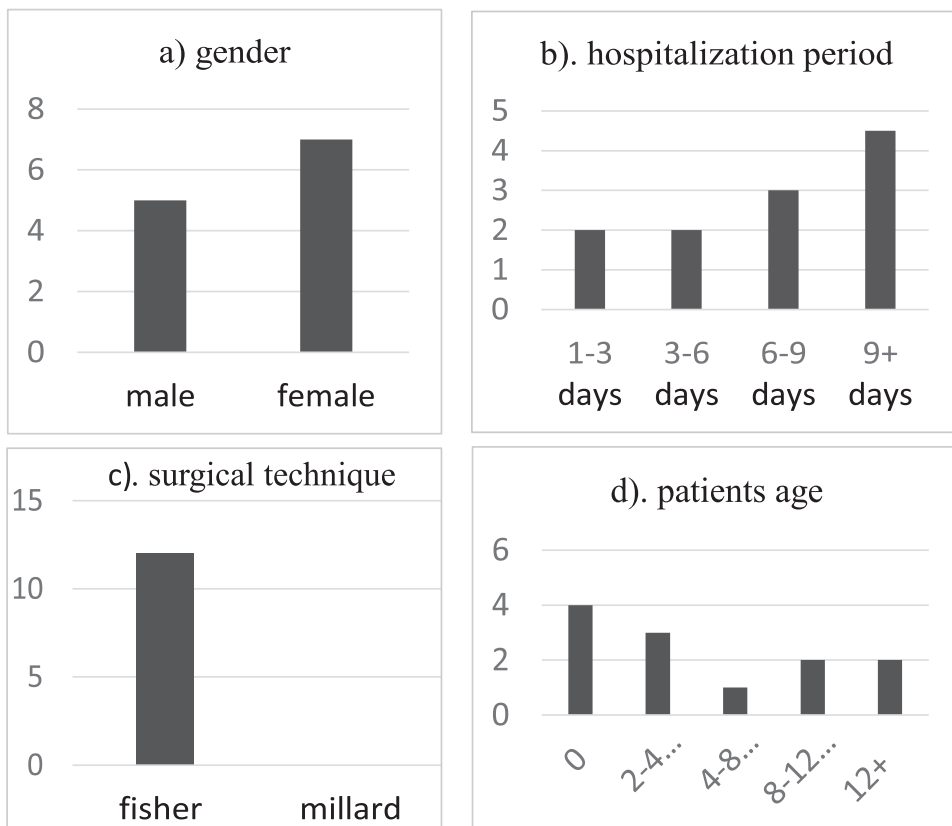 a) gender
8
6
4
2
0
male female
b). hospitalization period
5
4
3
2
1
0
1-3 3-6 6-9 9+
days days days days
c). surgical technique
15
10
5
0
fisher millard
d). patients age
6
4
2
0
0 2-4... 4-8... 8-12... 12+